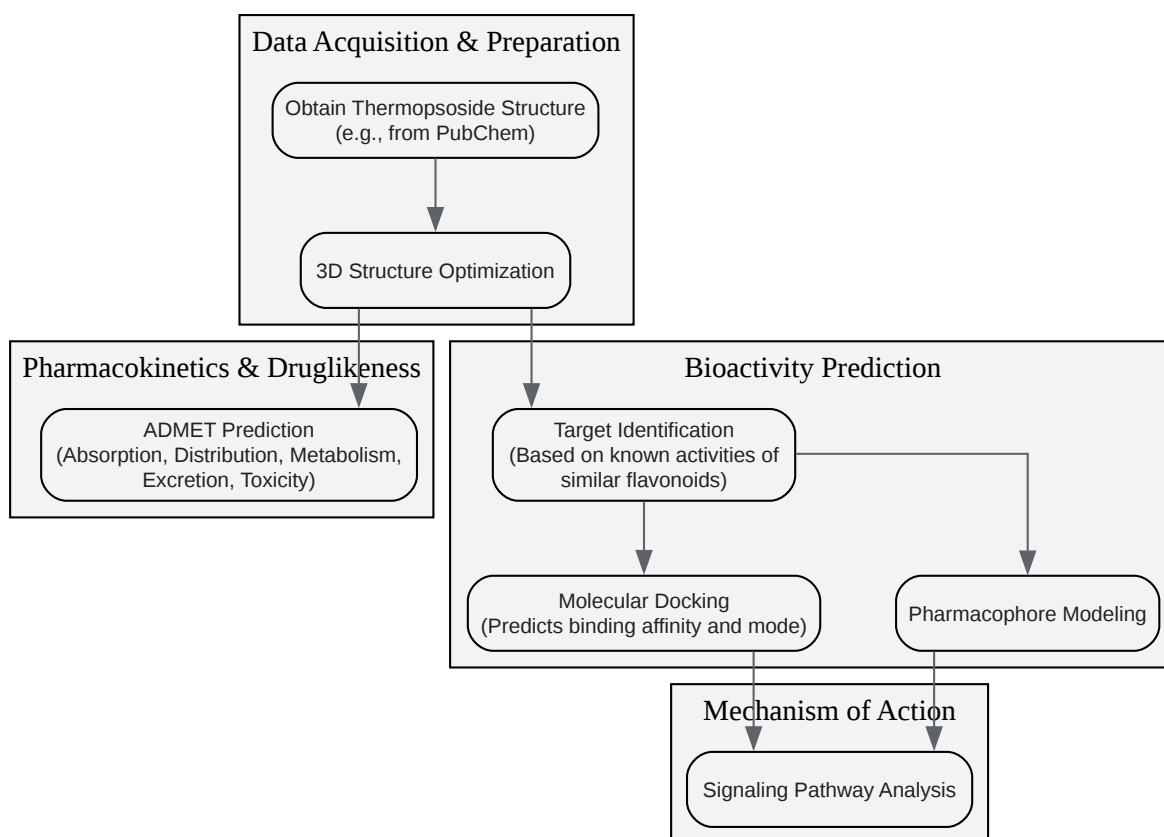 Data Acquisition & Preparation
Obtain Thermopsoside Structure
(e.g., from PubChem)
3D Structure Optimization
Pharmacokinetics & Druglikeness
ADMET Prediction
(Absorption, Distribution, Metabolism,
Excretion, Toxicity)
Bioactivity Prediction
Target Identification
(Based on known activities of
similar flavonoids)
Molecular Docking
(Predicts binding affinity and mode)
Pharmacophore Modeling
Mechanism of Action
Signaling Pathway Analysis